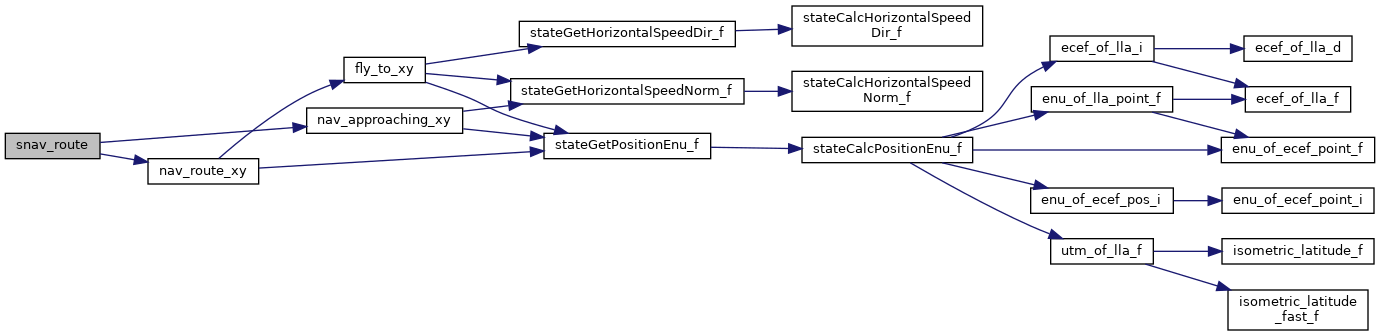 snav_route
nav_route_xy
nav_approaching_xy
fly_to_xy
stateGetHorizontalSpeedDir_f
stateGetHorizontalSpeedNorm_f
stateGetPositionEnu_f
stateCalcHorizontalSpeed
Dir_f
stateCalcHorizontalSpeed
Norm_f
stateCalcPositionEnu_f
ecef_of_lla_i
enu_of_lla_point_f
enu_of_ecef_pos_i
utm_of_lla_f
ecef_of_lla_d
ecef_of_lla_f
enu_of_ecef_point_f
enu_of_ecef_point_i
isometric_latitude_f
isometric_latitude
_fast_f